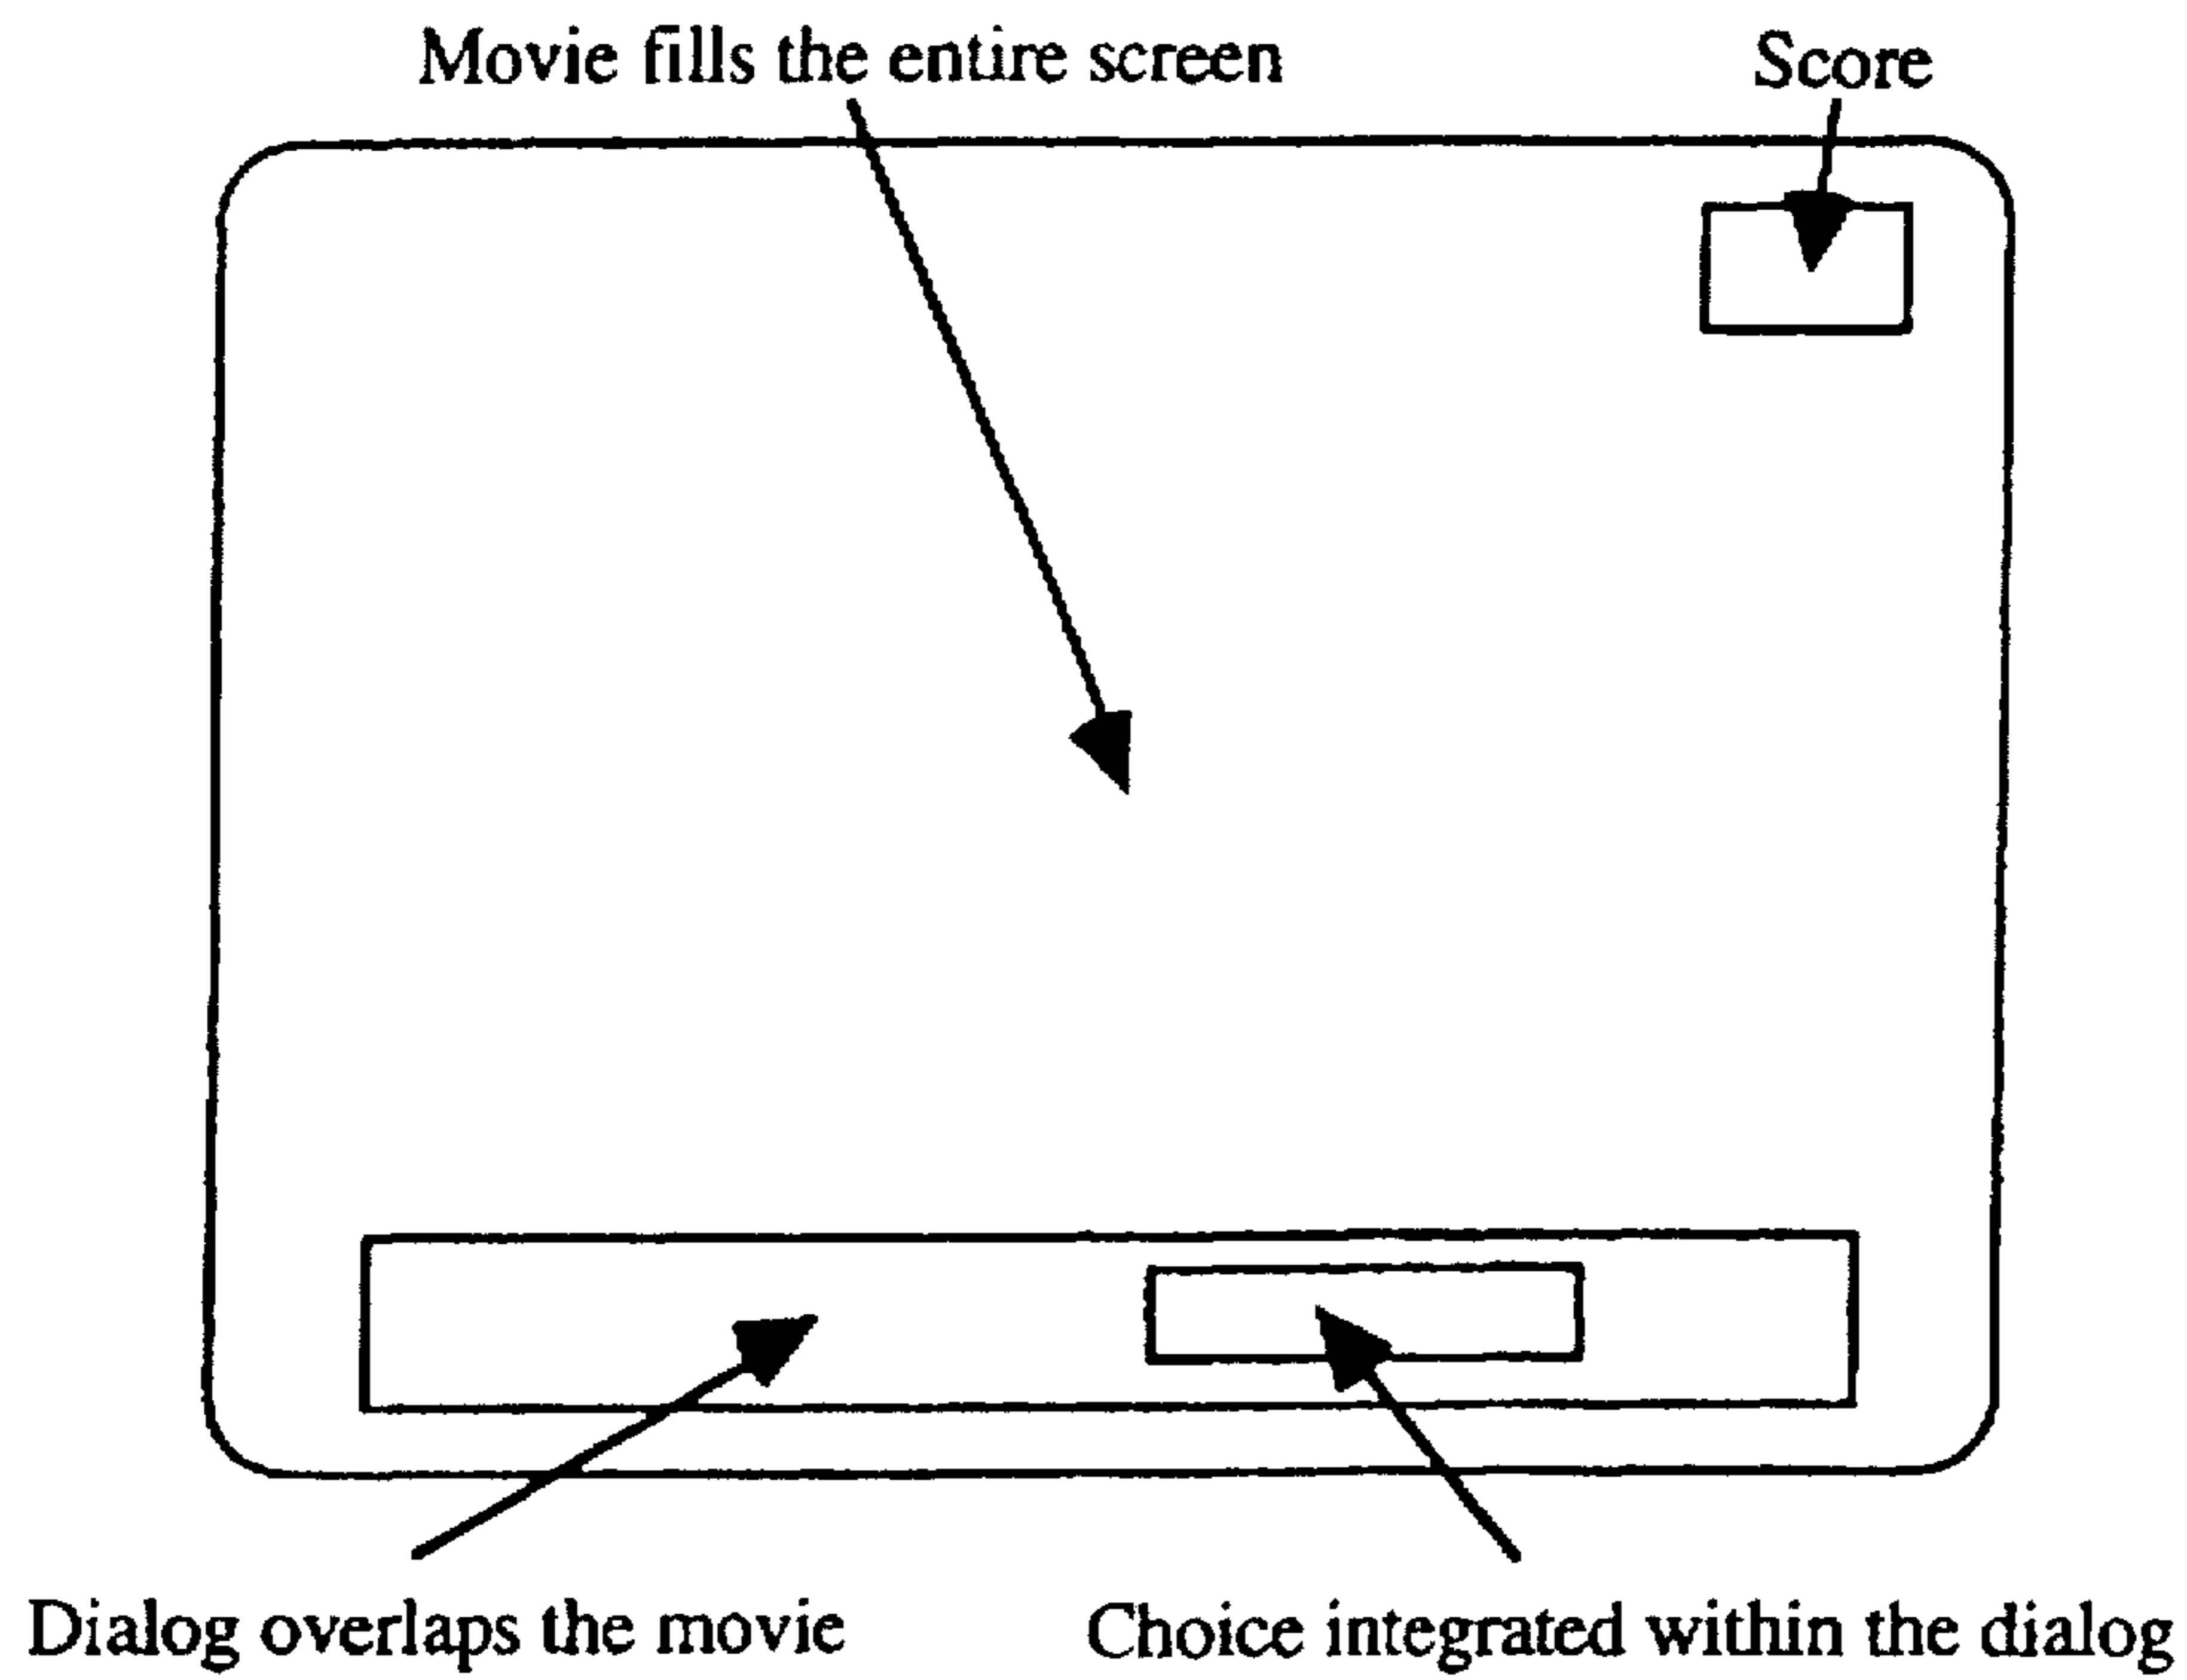 Movie fills the entire screen
Score
Dialog overlaps the movie
Choice integrated within the dialog